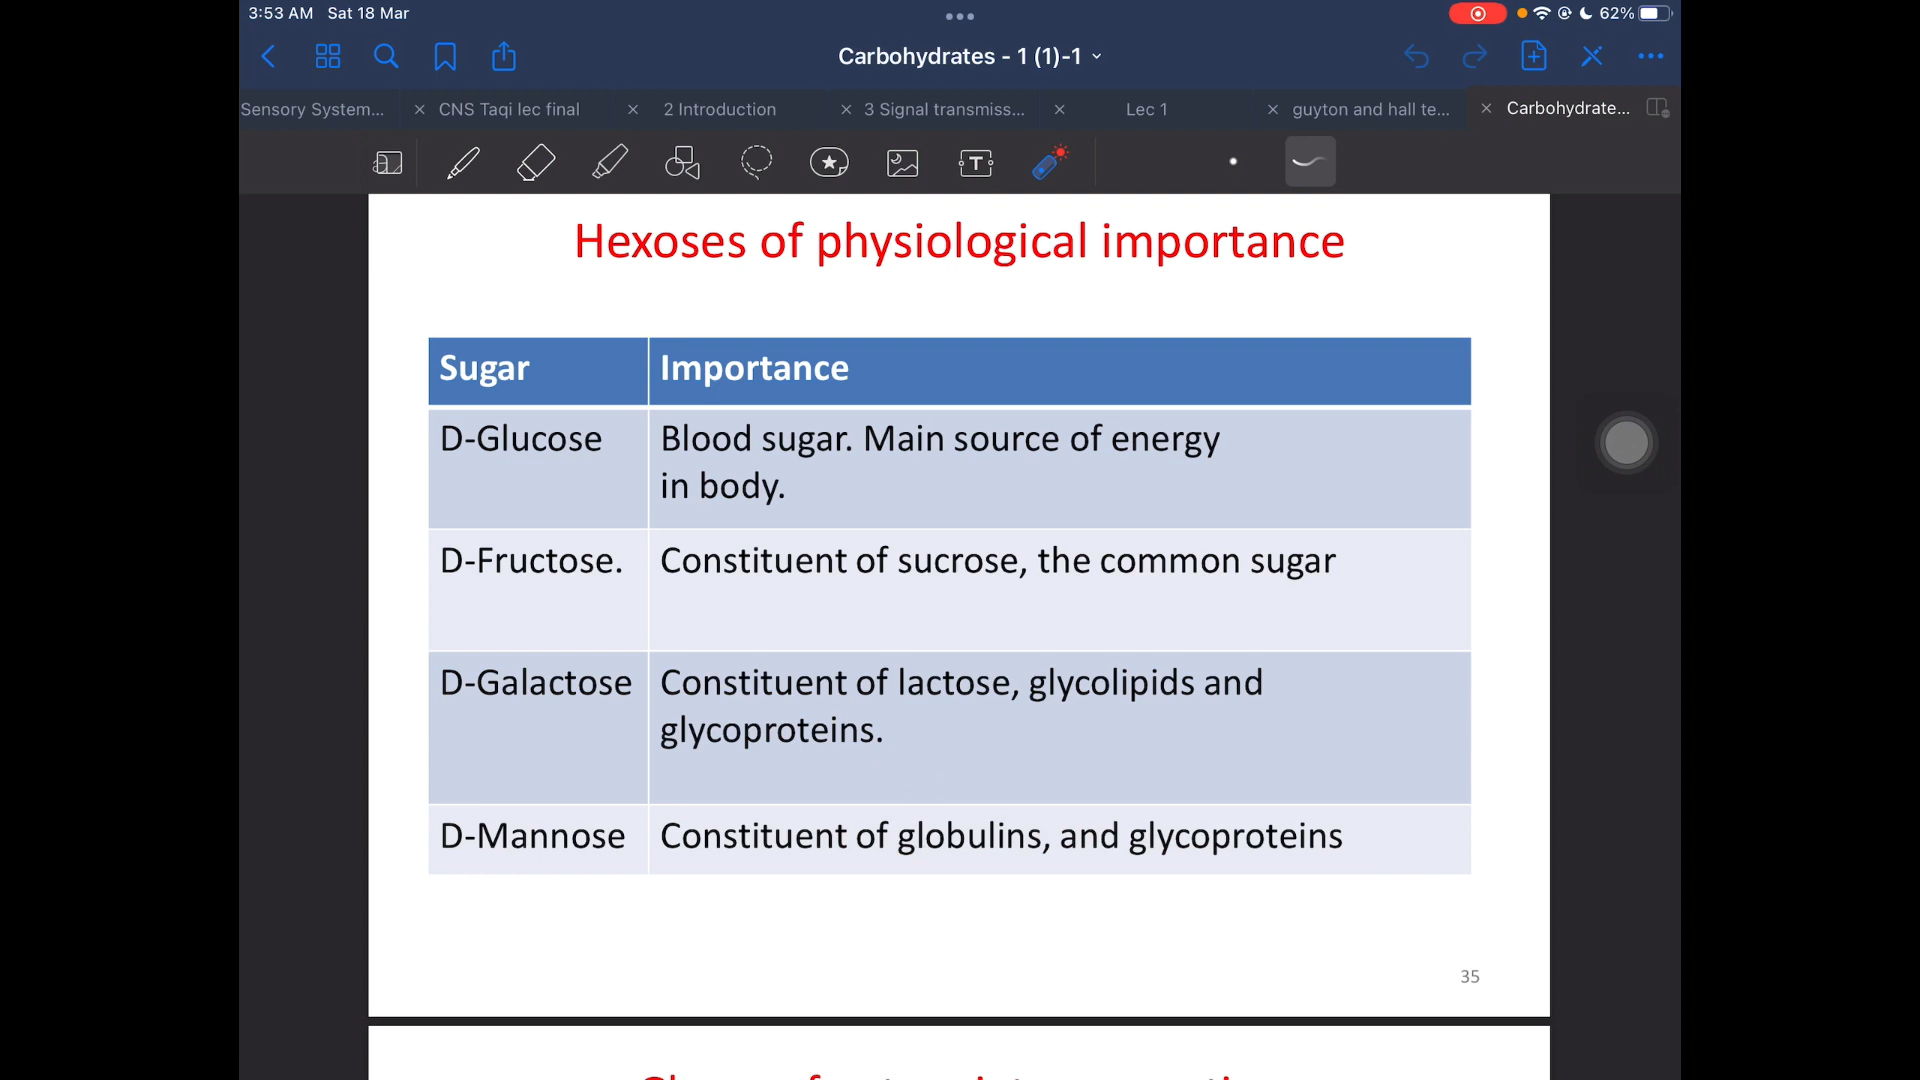 3:53 AM Sat 18 Mar
62%
Carbohydrates - 1 (1)-1
Sensory System...
CNS Taqi lec final
2 Introduction
3 Signal transmiss...
Lec 1
guyton and hall te...
Carbohydrate...
Hexoses of physiological importance
Sugar Importance
D-Glucose Blood sugar. Main source of energy
in body.
D-Fructose. Constituent of sucrose, the common sugar
D-Galactose Constituent of lactose, glycolipids and
glycoproteins.
D-Mannose Constituent of globulins, and glycoproteins
35